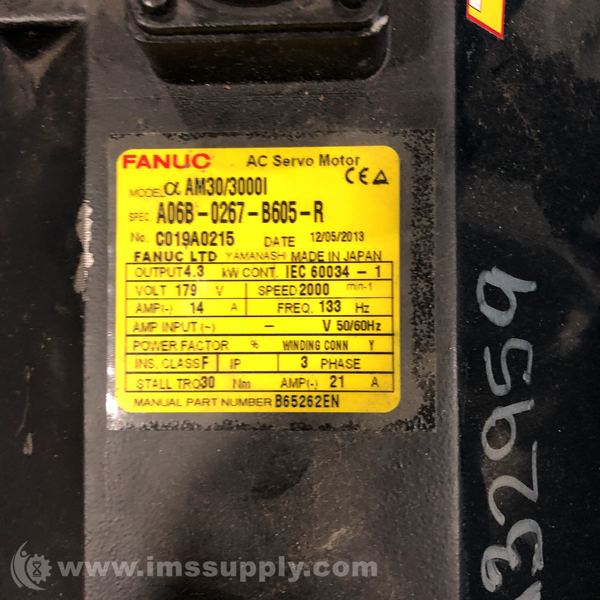 FANUC AC Servo Motor
MODEL α AM30/3000I CE
SPEC. A06B-0267-B605-R
No. C019A0215 DATE 12/05/2013
FANUC LTD YAMANASHI MADE IN JAPAN
OUTPUT 4.3 kW CONT. IEC 60034-1
VOLT 179 V SPEED 2000 min-1
AMP(~) 14 A FREQ. 133 Hz
AMP INPUT (~) - V 50/60Hz
POWER FACTOR % WINDING CONN Y
INS. CLASS F IP 3 PHASE
STALL TRQ 30 Nm AMP(~) 21 A
MANUAL PART NUMBER B65262EN
32959
www.imssupply.com